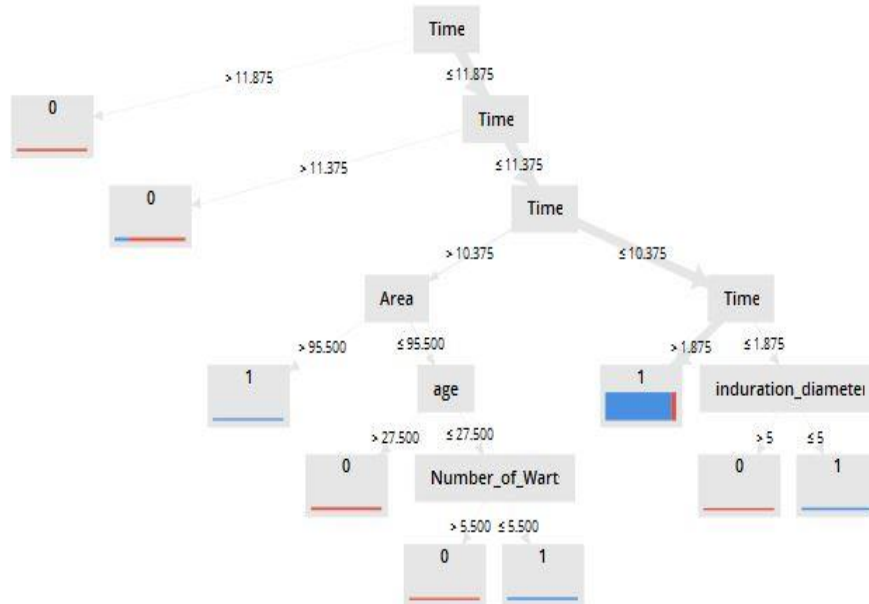 Time
> 11.875 ≤ 11.875
0
Time
> 11.375 ≤ 11.375
0
Time
> 10.375 ≤ 10.375
Area Time
> 95.500 ≤ 95.500 > 1.875 ≤ 1.875
1 age 1 induration_diameter
> 27.500 ≤ 27.500 > 5 ≤ 5
0 Number_of_Wart 0 1
> 5.500 ≤ 5.500
0 1